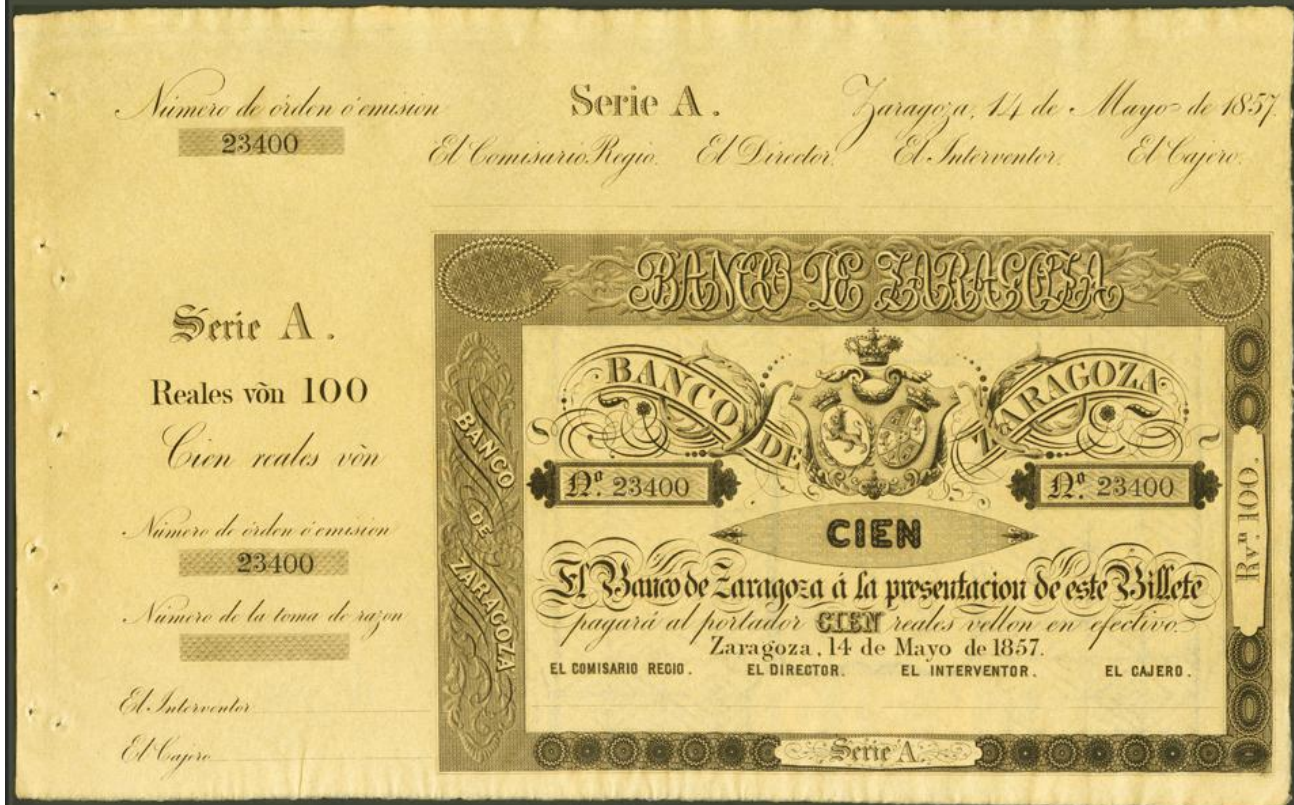 Número de órden ó emision
23400
Serie A.
Zaragoza, 14 de Mayo de 1857.
El Comisario Regio. El Director. El Interventor. El Cajero.
Serie A.
Reales vōn 100
Cien reales vōn
Número de órden ó emision
23400
Número de la toma de razon
El Interventor
El Cajero
BANCO DE ZARAGOZA
BANCO DE ZARAGOZA
BANCO DE ZARAGOZA
Nº. 23400
Nº. 23400
CIEN
El Banco de Zaragoza á la presentacion de este Billete
pagará al portador CIEN reales vellon en efectivo.
Zaragoza, 14 de Mayo de 1857.
EL COMISARIO REGIO. EL DIRECTOR. EL INTERVENTOR. EL CAJERO.
Rvⁿ 100.
Serie A.